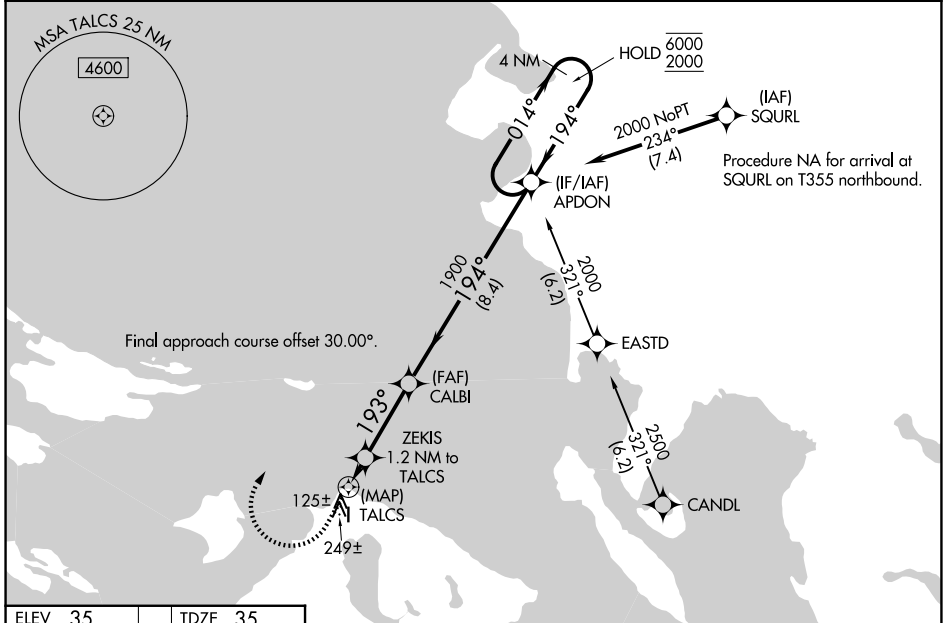 MSA TALCS 25 NM
4600
4 NM
HOLD 6000
2000
014°
194°
(IAF)
SQURL
2000 NoPT
234°
(7.4)
Procedure NA for arrival at
SQURL on T355 northbound.
(IF/IAF)
APDON
1900
194°
(8.4)
2000
321°
(6.2)
EASTD
Final approach course offset 30.00°.
(FAF)
CALBI
193°
ZEKIS
1.2 NM to
TALCS
2500
321°
(6.2)
CANDL
125±
(MAP)
TALCS
249±
ELEV 35
TDZE 35